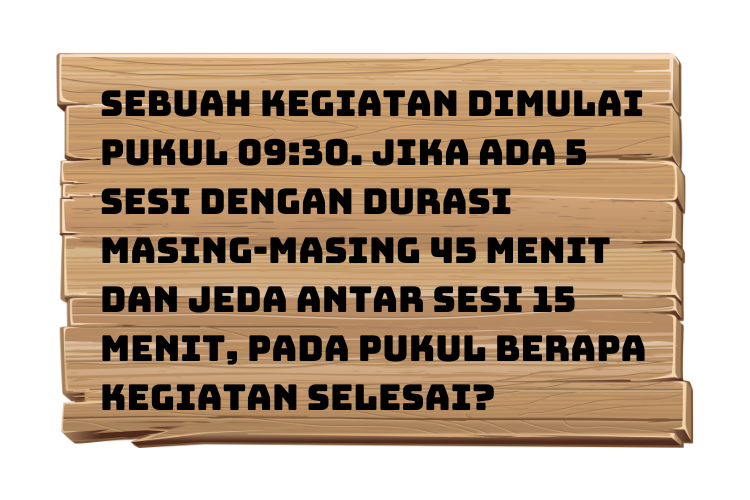 SEBUAH KEGIATAN DIMULAI
PUKUL 09:30. JIKA ADA 5
SESI DENGAN DURASI
MASING-MASING 45 MENIT
DAN JEDA ANTAR SESI 15
MENIT, PADA PUKUL BERAPA
KEGIATAN SELESAI?